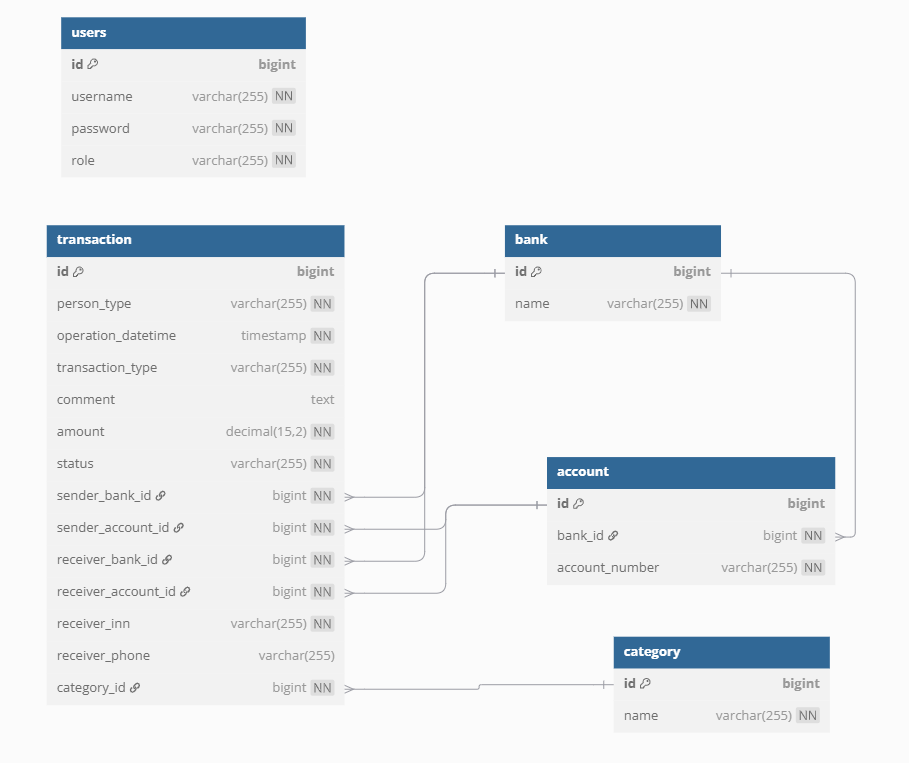 users
id bigint
username varchar(255) NN
password varchar(255) NN
role varchar(255) NN
transaction
id bigint
person_type varchar(255) NN
operation_datetime timestamp NN
transaction_type varchar(255) NN
comment text
amount decimal(15,2) NN
status varchar(255) NN
sender_bank_id bigint NN
sender_account_id bigint NN
receiver_bank_id bigint NN
receiver_account_id bigint NN
receiver_inn varchar(255) NN
receiver_phone varchar(255)
category_id bigint NN
bank
id bigint
name varchar(255) NN
account
id bigint
bank_id bigint NN
account_number varchar(255) NN
category
id bigint
name varchar(255) NN